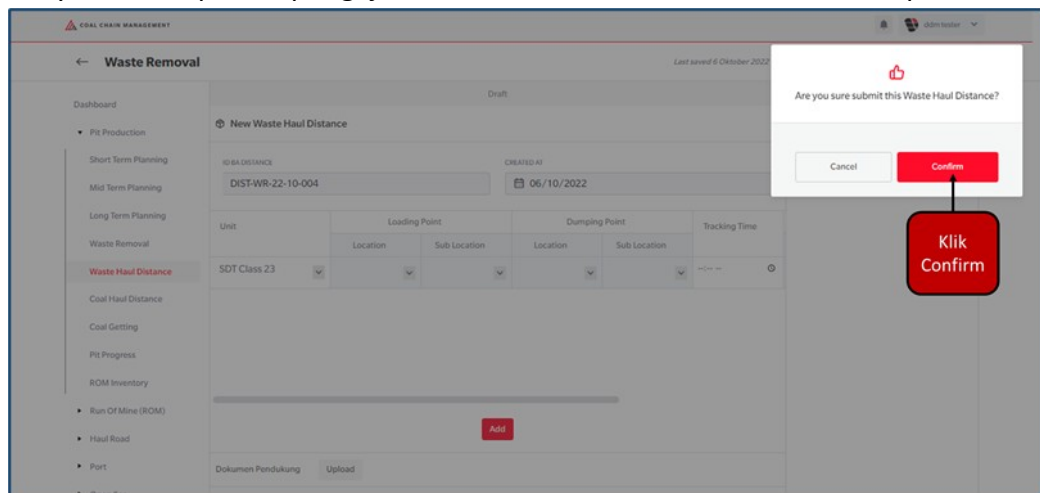 COAL CHAIN MANAGEMENT
ddm tester
← Waste Removal
Last saved 6 Oktober 2022
Are you sure submit this Waste Haul Distance?
Cancel
Confirm
Klik
Confirm
Dashboard
Pit Production
Short Term Planning
Mid Term Planning
Long Term Planning
Waste Removal
Waste Haul Distance
Coal Haul Distance
Coal Getting
Pit Progress
ROM Inventory
Run Of Mine (ROM)
Haul Road
Port
Draft
New Waste Haul Distance
ID BA DISTANCE
CREATED AT
DIST-WR-22-10-004
06/10/2022
Unit
Loading Point
Dumping Point
Tracking Time
Location
Sub Location
Location
Sub Location
SDT Class 23
--:-- --
Add
Dokumen Pendukung
Upload